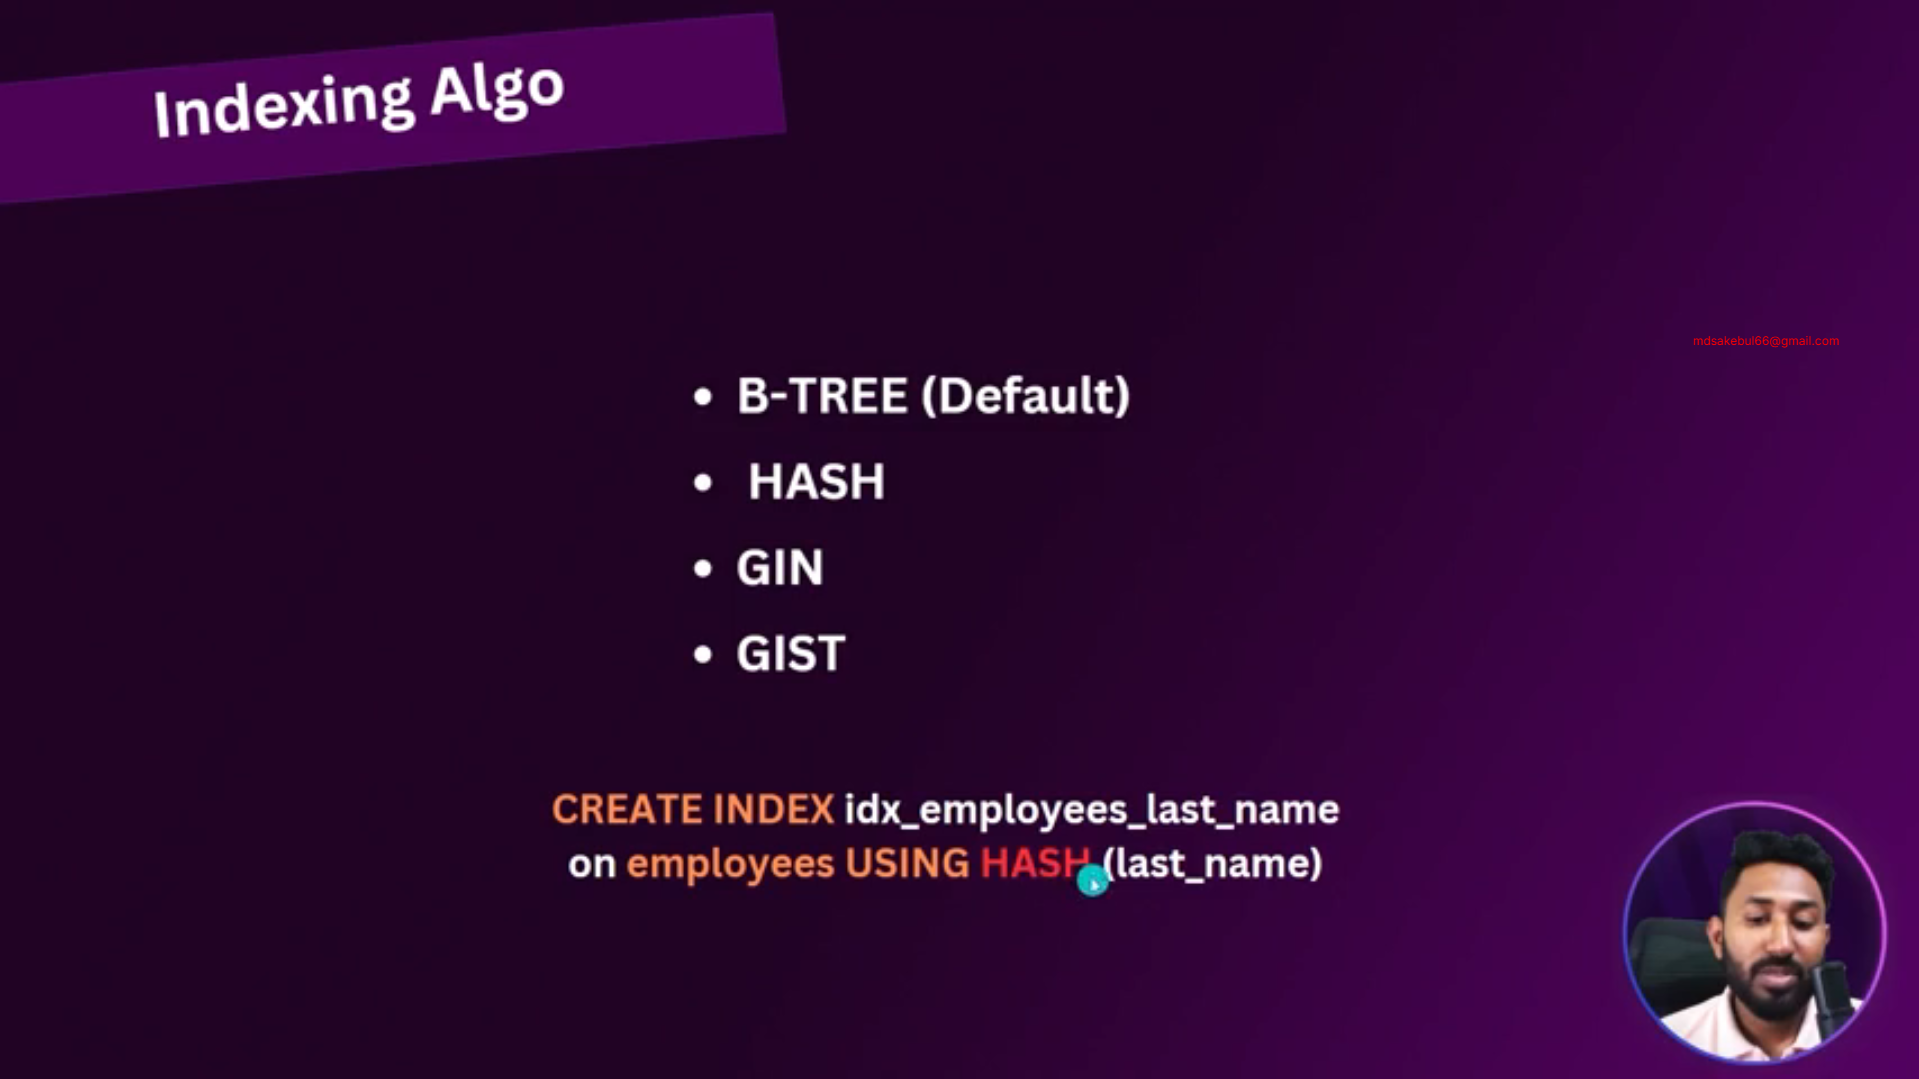 Indexing Algo
mdsakebul66@gmail.com
B-TREE (Default)
HASH
GIN
GIST
CREATE INDEX idx_employees_last_name
on employees USING HASH (last_name)